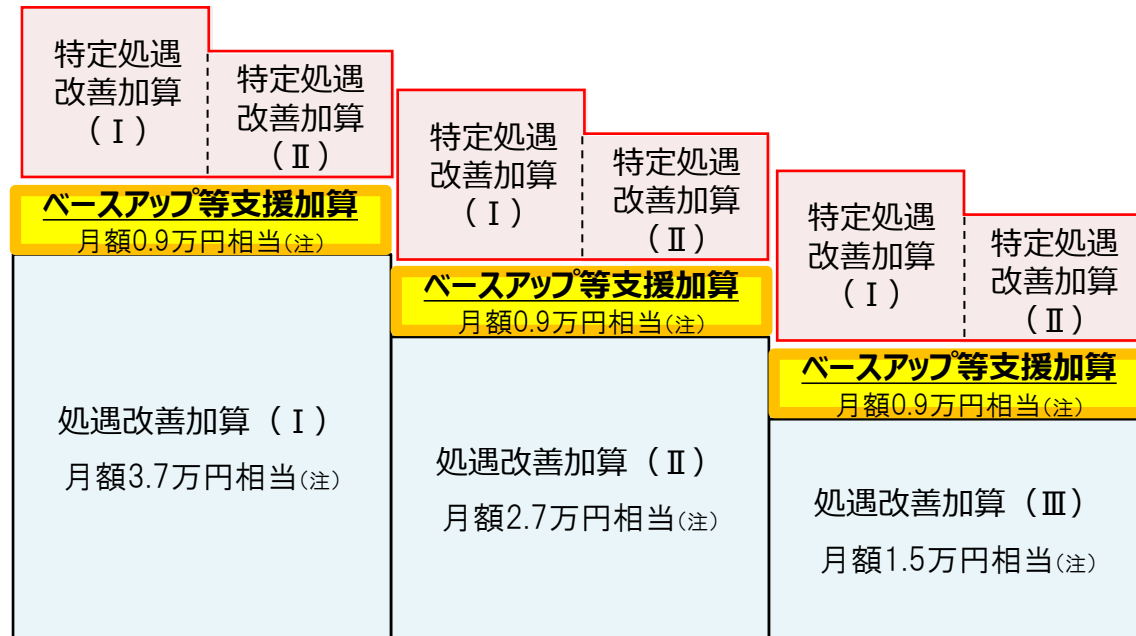 特定処遇
改善加算
（Ⅰ）
特定処遇
改善加算
（Ⅱ）
ベースアップ等支援加算
月額0.9万円相当(注)
処遇改善加算（Ⅰ）
月額3.7万円相当(注)
特定処遇
改善加算
（Ⅰ）
特定処遇
改善加算
（Ⅱ）
ベースアップ等支援加算
月額0.9万円相当(注)
処遇改善加算（Ⅱ）
月額2.7万円相当(注)
特定処遇
改善加算
（Ⅰ）
特定処遇
改善加算
（Ⅱ）
ベースアップ等支援加算
月額0.9万円相当(注)
処遇改善加算（Ⅲ）
月額1.5万円相当(注)